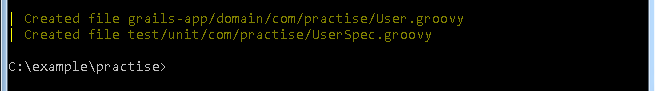 | Created file grails-app/domain/com/practise/User.groovy
| Created file test/unit/com/practise/UserSpec.groovy
C:\example\practise>